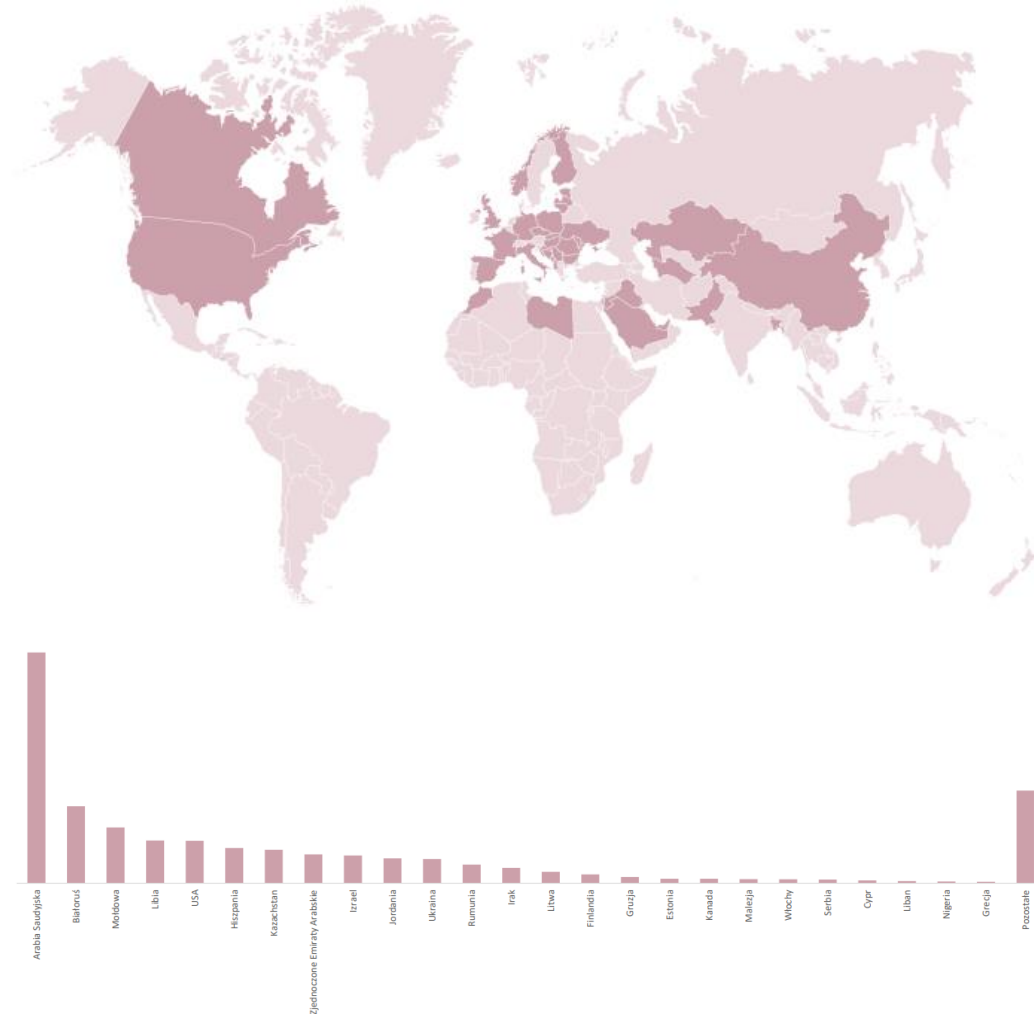 Arabia Saudyjska
Białoruś
Mołdowa
Libia
USA
Hiszpania
Kazachstan
Zjednoczone Emiraty Arabskie
Izrael
Jordania
Ukraina
Rumunia
Irak
Litwa
Finlandia
Gruzja
Estonia
Kanada
Malezja
Włochy
Serbia
Cypr
Liban
Nigeria
Grecja
Pozostałe